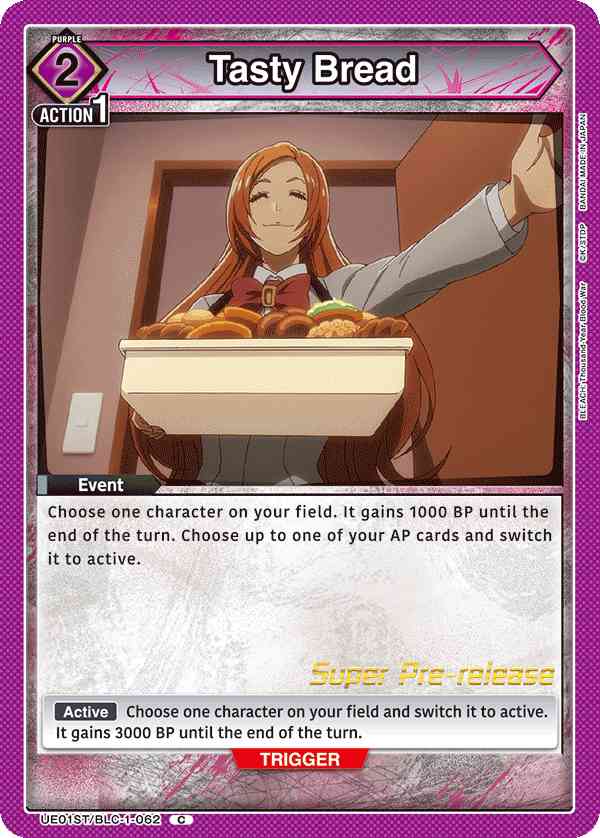 PURPLE
2
Tasty Bread
ACTION 1
BANDAI MADE IN JAPAN
©K/STDP
BLEACH: Thousand-Year Blood War
Event
Choose one character on your field. It gains 1000 BP until the
end of the turn. Choose up to one of your AP cards and switch
it to active.
Super Pre-release
Active Choose one character on your field and switch it to active.
It gains 3000 BP until the end of the turn.
TRIGGER
UE01ST/BLC-1-062 C